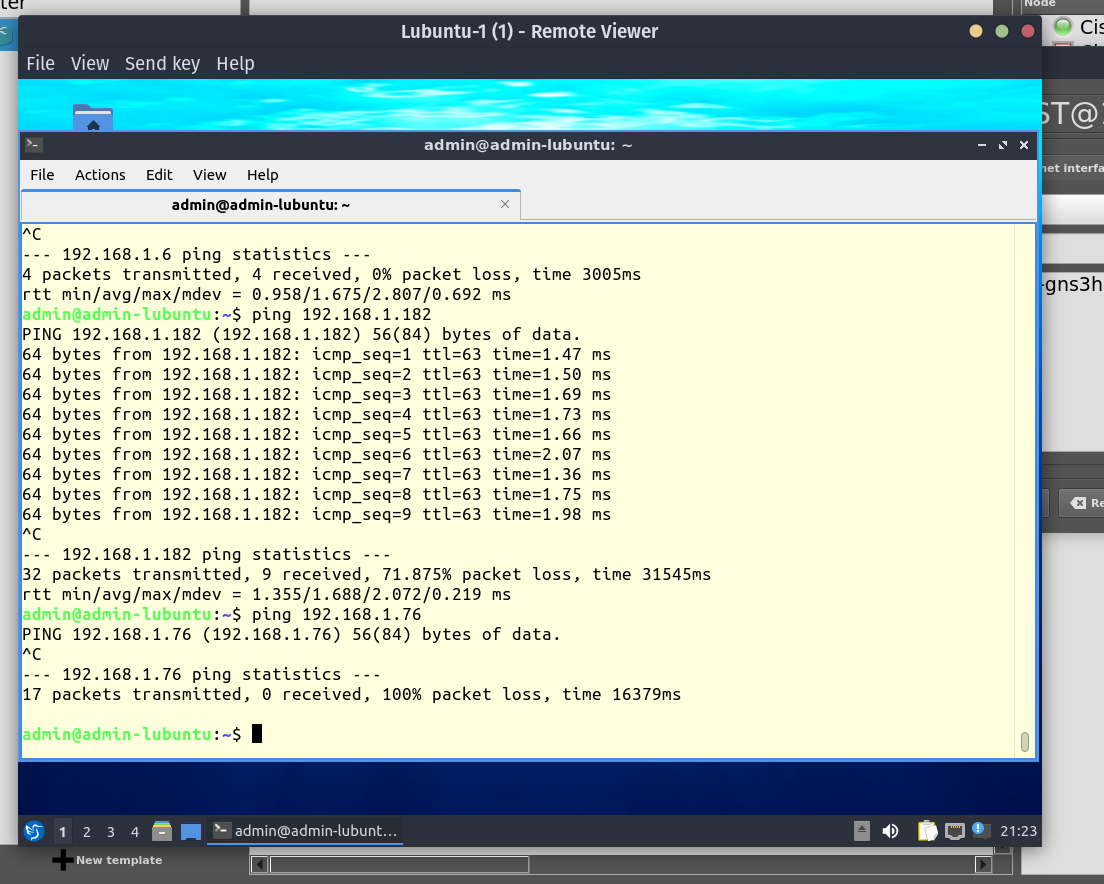 ter
Node
Lubuntu-1 (1) - Remote Viewer
Cis
File View Send key Help
ST@
admin@admin-lubuntu: ~
net interfa
File Actions Edit View Help
admin@admin-lubuntu: ~
^C
--- 192.168.1.6 ping statistics ---
4 packets transmitted, 4 received, 0% packet loss, time 3005ms
-gns3h
rtt min/avg/max/mdev = 0.958/1.675/2.807/0.692 ms
admin@admin-lubuntu:~$ ping 192.168.1.182
PING 192.168.1.182 (192.168.1.182) 56(84) bytes of data.
64 bytes from 192.168.1.182: icmp_seq=1 ttl=63 time=1.47 ms
64 bytes from 192.168.1.182: icmp_seq=2 ttl=63 time=1.50 ms
64 bytes from 192.168.1.182: icmp_seq=3 ttl=63 time=1.69 ms
64 bytes from 192.168.1.182: icmp_seq=4 ttl=63 time=1.73 ms
64 bytes from 192.168.1.182: icmp_seq=5 ttl=63 time=1.66 ms
64 bytes from 192.168.1.182: icmp_seq=6 ttl=63 time=2.07 ms
64 bytes from 192.168.1.182: icmp_seq=7 ttl=63 time=1.36 ms
64 bytes from 192.168.1.182: icmp_seq=8 ttl=63 time=1.75 ms
Re
64 bytes from 192.168.1.182: icmp_seq=9 ttl=63 time=1.98 ms
^C
--- 192.168.1.182 ping statistics ---
32 packets transmitted, 9 received, 71.875% packet loss, time 31545ms
rtt min/avg/max/mdev = 1.355/1.688/2.072/0.219 ms
admin@admin-lubuntu:~$ ping 192.168.1.76
PING 192.168.1.76 (192.168.1.76) 56(84) bytes of data.
^C
--- 192.168.1.76 ping statistics ---
17 packets transmitted, 0 received, 100% packet loss, time 16379ms
admin@admin-lubuntu:~$
1 2 3 4 admin@admin-lubunt... 21:23
New template